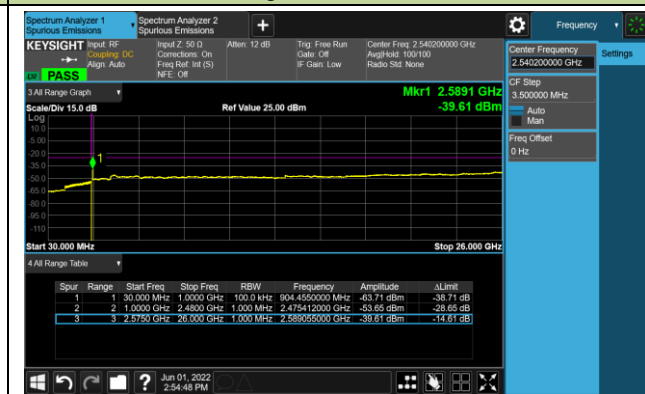 Spectrum Analyzer 1
Spurious Emissions
Spectrum Analyzer 2
Spurious Emissions
+
Frequency
KEYSIGHT
Input: RF
Coupling: DC
Align: Auto
Input Z: 50 Ω
Corrections: On
Freq Ref: Int (S)
NFE: Off
Atten: 12 dB
Trig: Free Run
Gate: Off
IF Gain: Low
Center Freq: 2.540200000 GHz
Avg|Hold: 100/100
Radio Std: None
PASS
Center Frequency
2.540200000 GHz
Settings
CF Step
3.500000 MHz
Auto
Man
Freq Offset
0 Hz
3 All Range Graph
Mkr1 2.5891 GHz
-39.61 dBm
Scale/Div 15.0 dB
Ref Value 25.00 dBm
Log
10.0
-5.00
-20.0
-35.0
-50.0
-65.0
-80.0
-95.0
-110
1
Start 30.000 MHz
Stop 26.000 GHz
4 All Range Table
Spur Range Start Freq Stop Freq RBW Frequency Amplitude ΔLimit
1 1 30.000 MHz 1.0000 GHz 100.0 kHz 904.4550000 MHz -63.71 dBm -38.71 dB
2 2 1.0000 GHz 2.4800 GHz 1.000 MHz 2.475412000 GHz -53.65 dBm -28.65 dB
3 3 2.5750 GHz 26.000 GHz 1.000 MHz 2.589055000 GHz -39.61 dBm -14.61 dB
?
Jun 01, 2022
2:54:48 PM